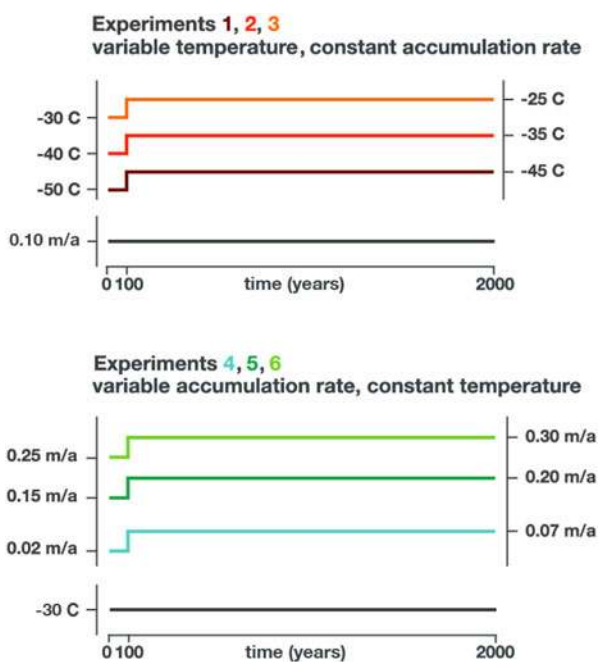 Experiments 1, 2, 3
variable temperature, constant accumulation rate
-30 C
-25 C
-40 C
-35 C
-50 C
-45 C
0.10 m/a
0 100 time (years) 2000
Experiments 4, 5, 6
variable accumulation rate, constant temperature
0.25 m/a
0.30 m/a
0.15 m/a
0.20 m/a
0.02 m/a
0.07 m/a
-30 C
0 100 time (years) 2000